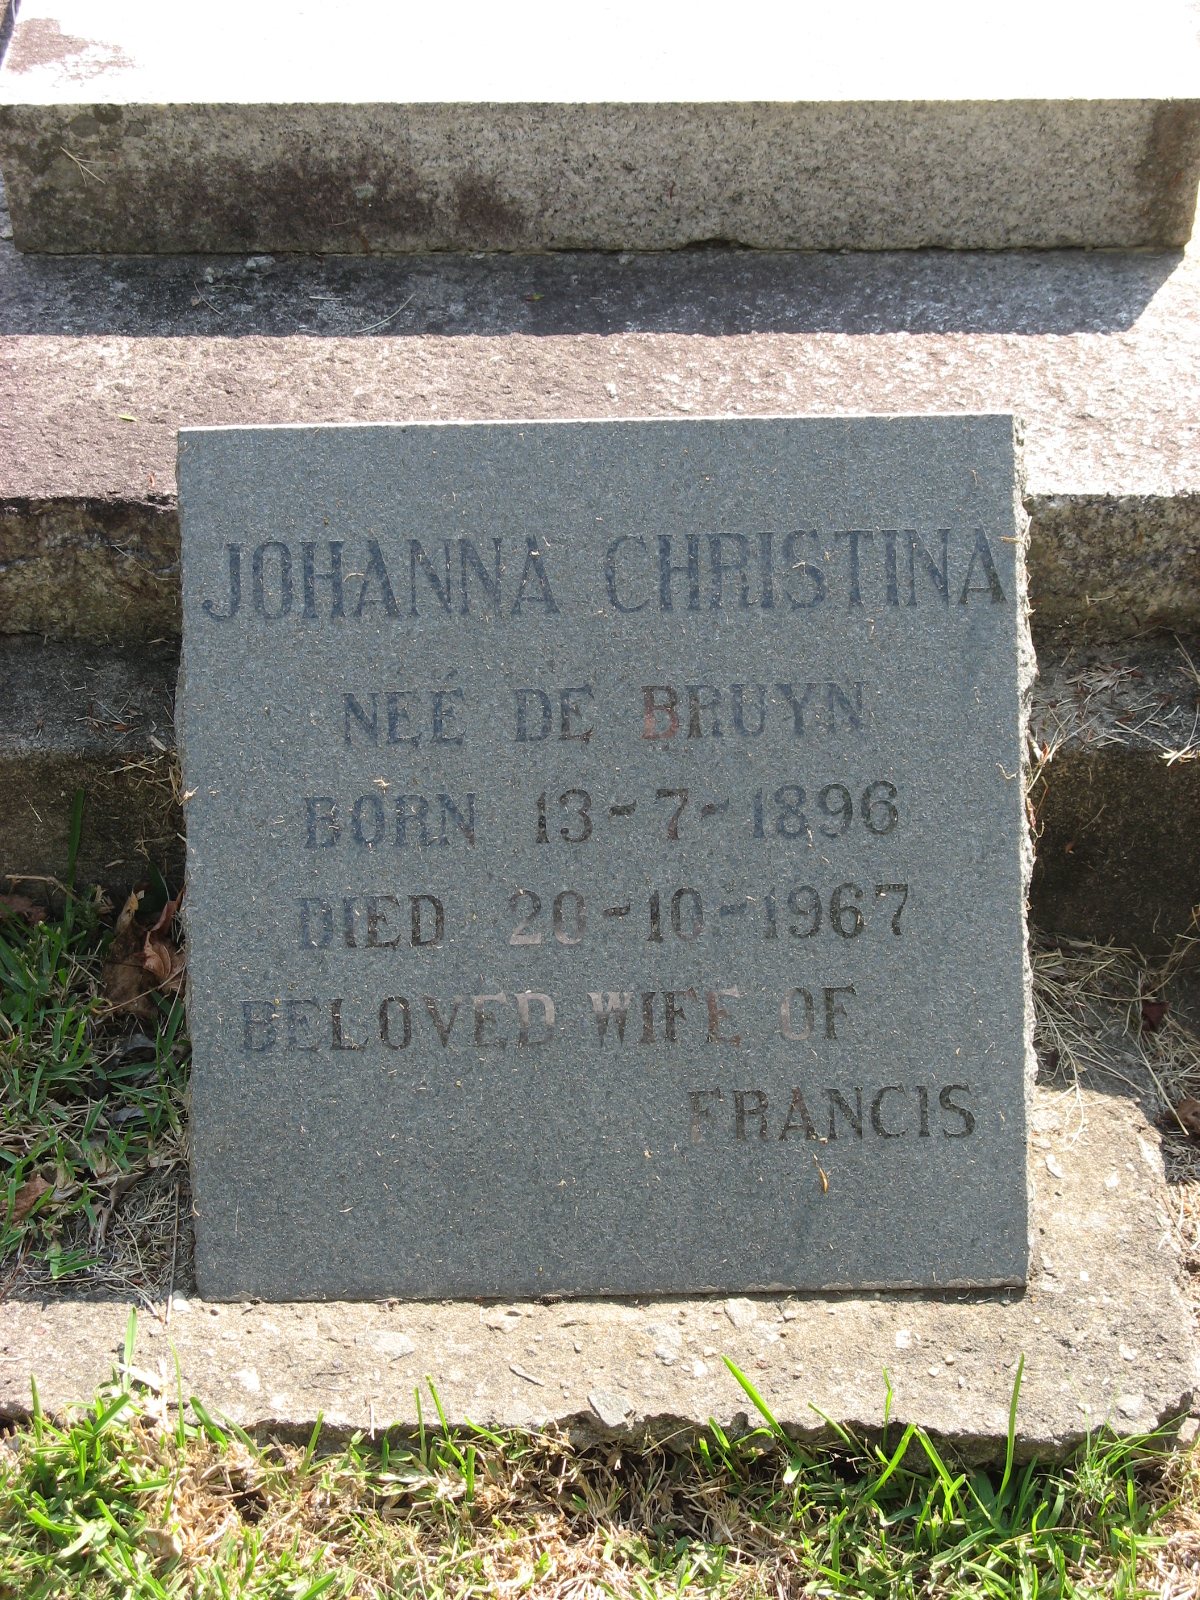 JOHANNA CHRISTINA
NEÉ DE BRUYN
BORN 13-7-1896
DIED 20-10-1967
BELOVED WIFE OF
FRANCIS